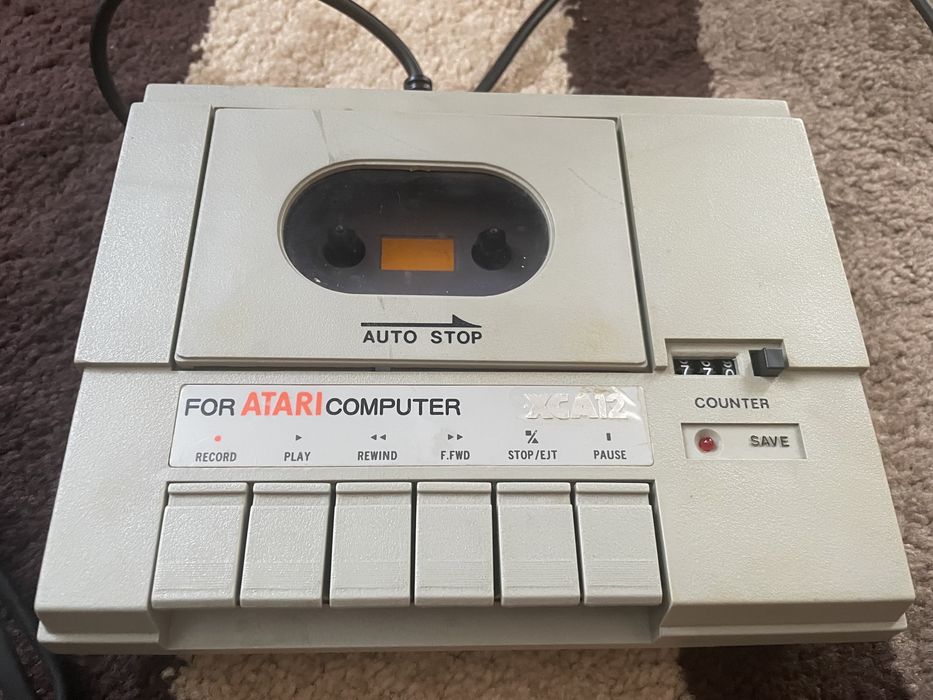 AUTO STOP
COUNTER
FOR ATARI COMPUTER XCA12
RECORD PLAY REWIND F.FWD STOP/EJT PAUSE
SAVE